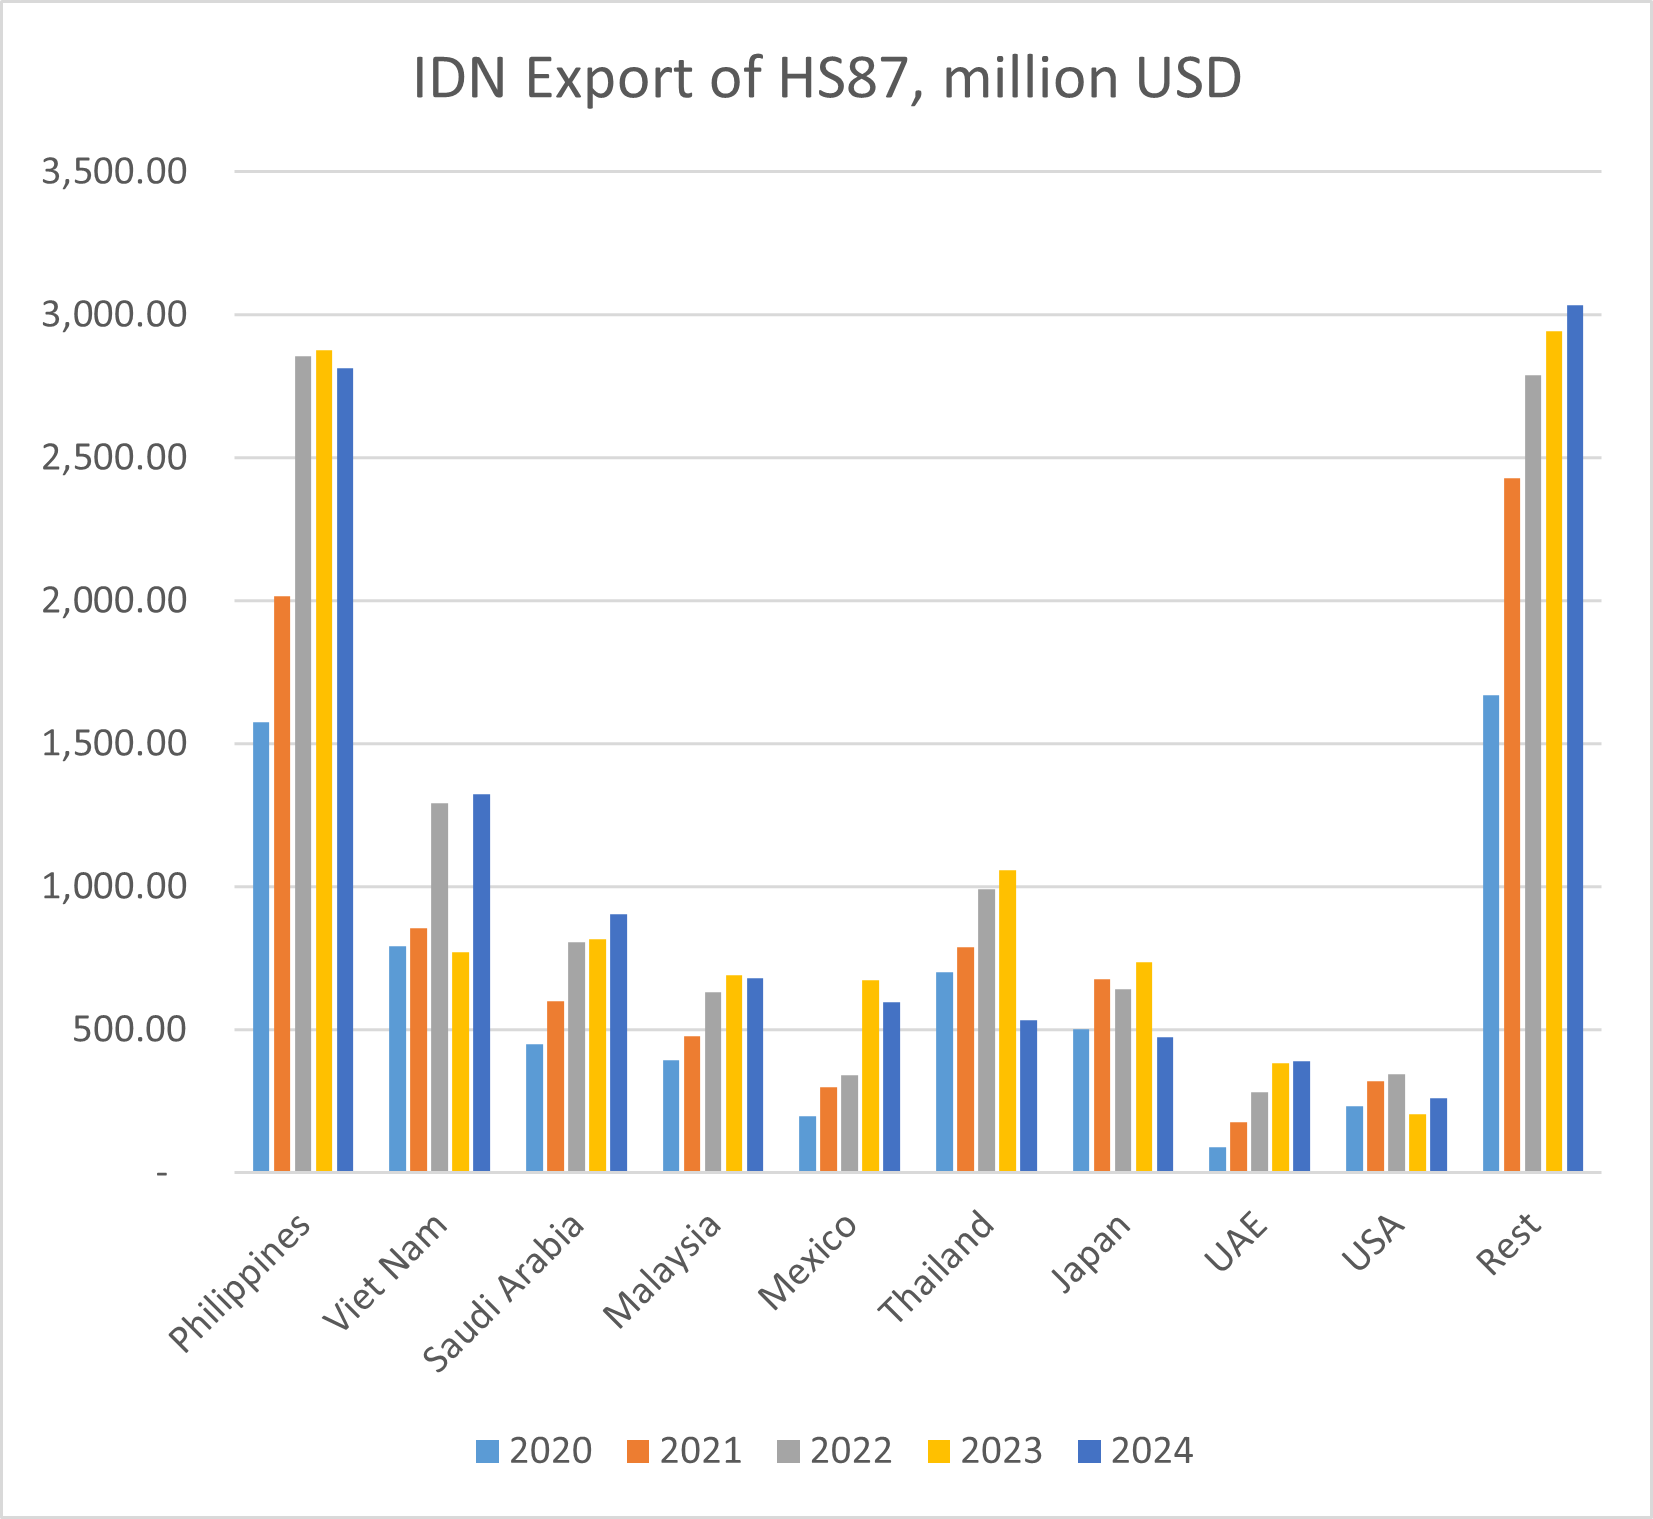 IDN Export of HS87, million USD
3,500.00
3,000.00
2,500.00
2,000.00
1,500.00
1,000.00
500.00
-
Philippines
Viet Nam
Saudi Arabia
Malaysia
Mexico
Thailand
Japan
UAE
USA
Rest
2020 2021 2022 2023 2024